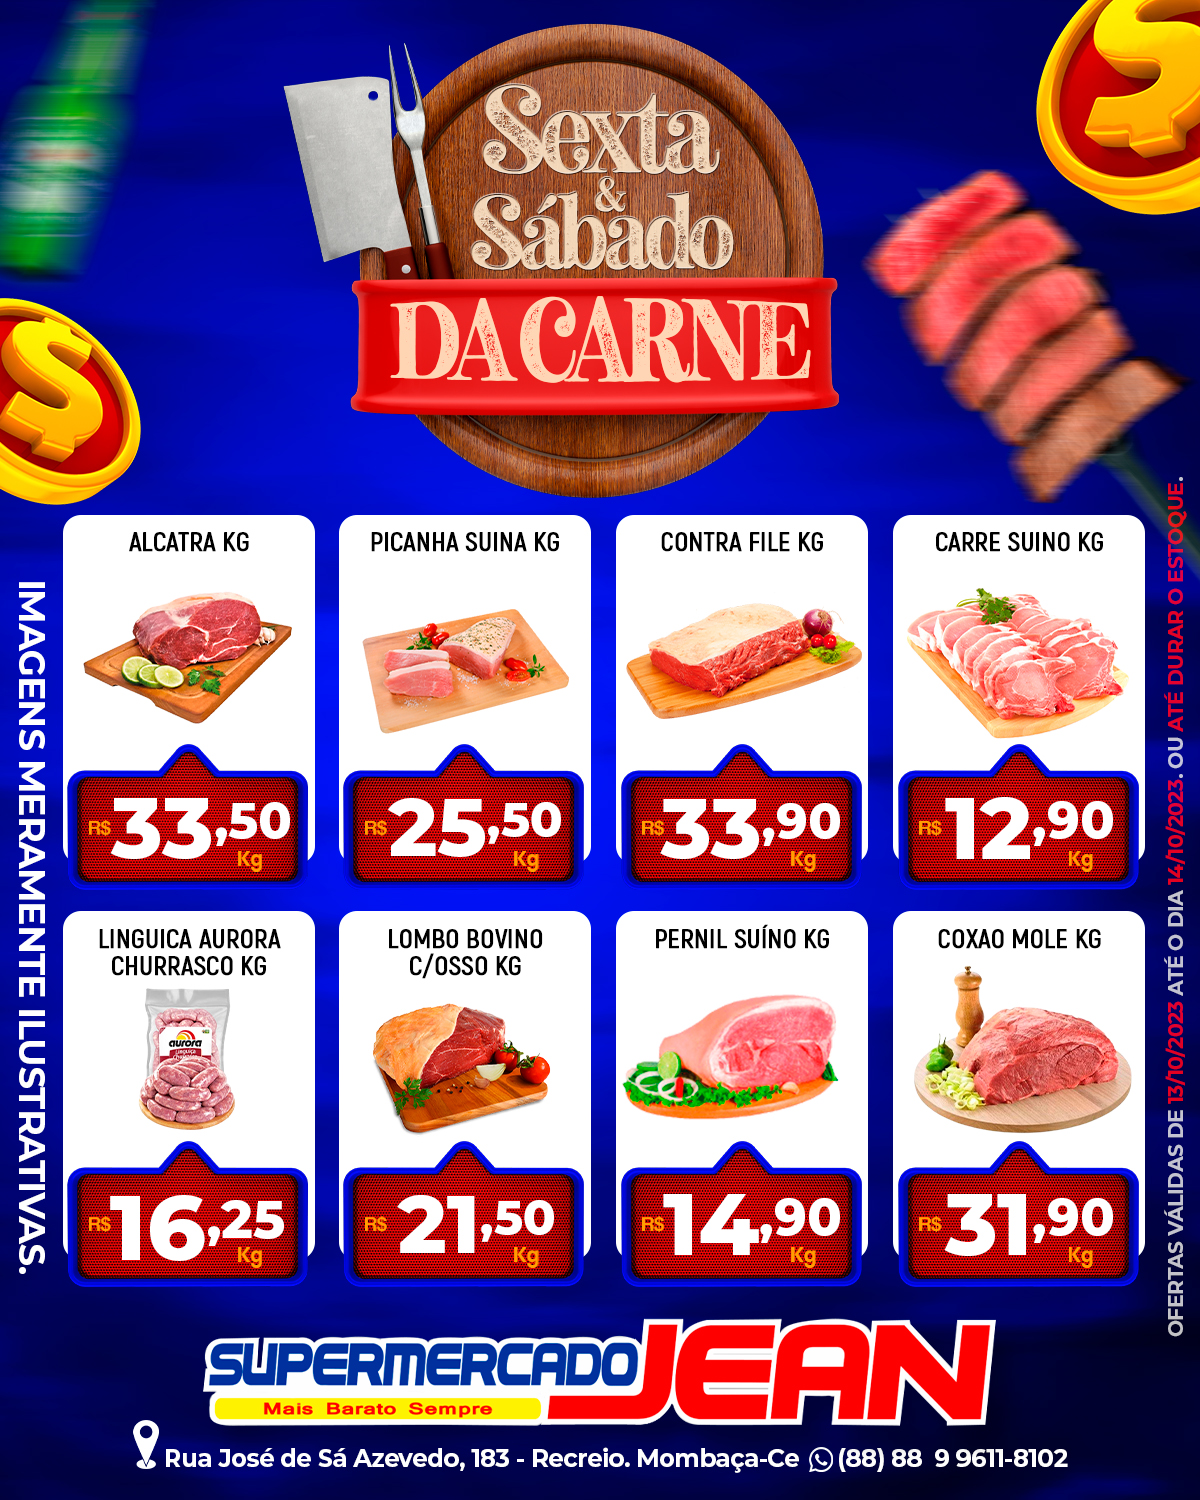 Sexta
&
Sábado
DA CARNE
ALCATRA KG
R$ 33,50
Kg
PICANHA SUINA KG
R$ 25,50
Kg
CONTRA FILE KG
R$ 33,90
Kg
CARRE SUINO KG
R$ 12,90
Kg
LINGUICA AURORA
CHURRASCO KG
aurora
Linguiça
R$ 16,25
Kg
LOMBO BOVINO
C/OSSO KG
R$ 21,50
Kg
PERNIL SUÍNO KG
R$ 14,90
Kg
COXAO MOLE KG
R$ 31,90
Kg
IMAGENS MERAMENTE ILUSTRATIVAS.
OFERTAS VÁLIDAS DE 13/10/2023 ATÉ O DIA 14/10/2023. OU ATÉ DURAR O ESTOQUE.
SUPERMERCADO JEAN
Mais Barato Sempre
Rua José de Sá Azevedo, 183 - Recreio. Mombaça-Ce (88) 88 9 9611-8102